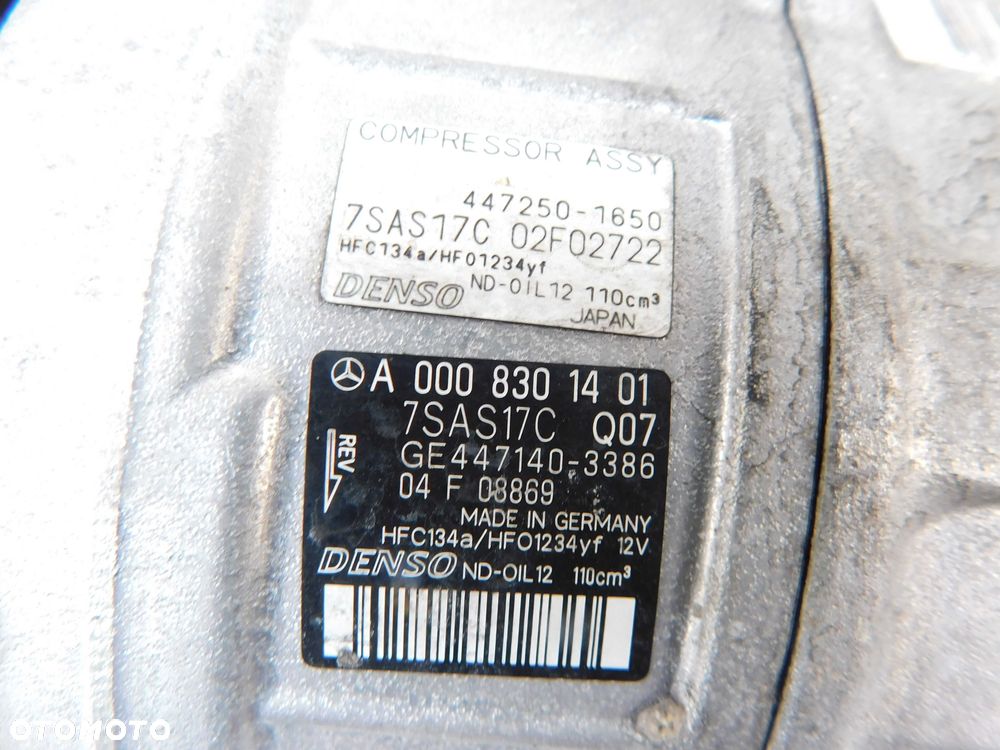 COMPRESSOR ASSY
447250-1650
7SAS17C 02F02722
HFC134a/HFO1234yf
DENSO ND-OIL12 110cm³
JAPAN
A 000 830 14 01
7SAS17C Q07
REV
GE447140-3386
04 F 08869
MADE IN GERMANY
HFC134a/HFO1234yf 12V
DENSO ND-OIL12 110cm³
OTOMOTO